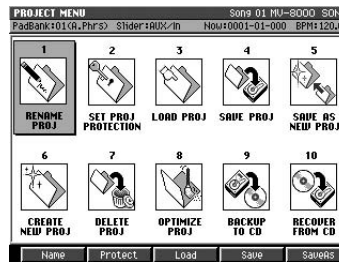 PROJECT MENU Song 01 MV-8000 SON
PadBank:01(A.Phrs) Slider:AUX/In Now:0001-01-000 BPM:120.
1 2 3 4 5
RENAME PROJ SET PROJ PROTECTION LOAD PROJ SAVE PROJ SAVE AS NEW PROJ
6 7 8 9 10
CREATE NEW PROJ DELETE PROJ OPTIMIZE PROJ BACKUP TO CD RECOVER FROM CD
Name Protect Load Save SaveAs